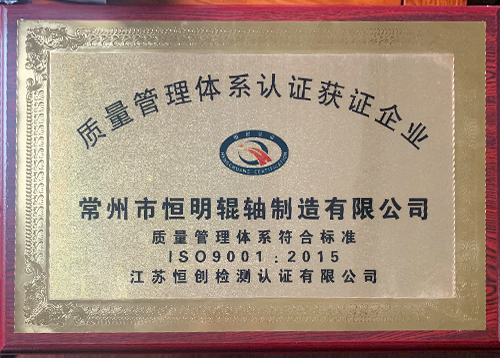 质量管理体系认证获证企业
HENGCHUANG CERTIFICATION
常州市恒明辊轴制造有限公司
质量管理体系符合标准
ISO9001:2015
江苏恒创检测认证有限公司